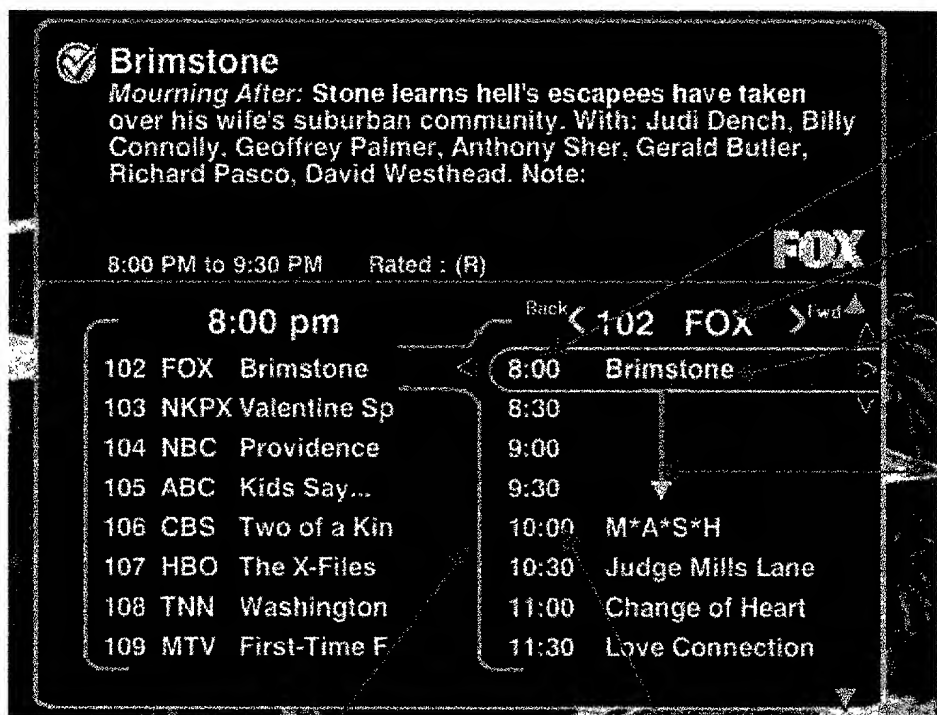 Brimstone
Mourning After: Stone learns hell's escapees have taken
over his wife's suburban community. With: Judi Dench, Billy
Connolly, Geoffrey Palmer, Anthony Sher, Gerald Butler,
Richard Pasco, David Westhead. Note:
FOX
8:00 PM to 9:30 PM Rated : (R)
8:00 pm
102 FOX Brimstone
103 NKPX Valentine Sp
104 NBC Providence
105 ABC Kids Say...
106 CBS Two of a Kin
107 HBO The X-Files
108 TNN Washington
109 MTV First-Time F
Back < 102 FOX > Fwd
8:00 Brimstone
8:30
9:00
9:30
10:00 M*A*S*H
10:30 Judge Mills Lane
11:00 Change of Heart
11:30 Love Connection